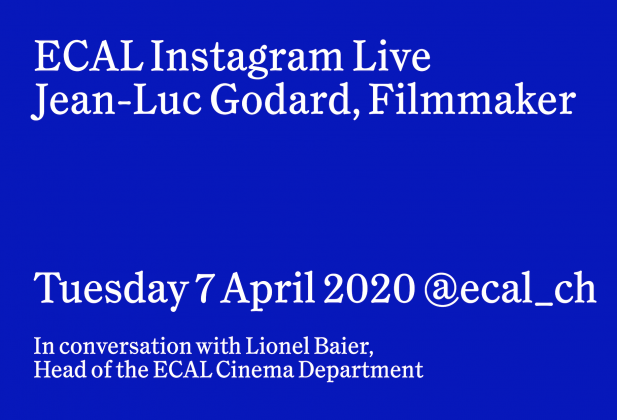 ECAL Instagram Live
Jean-Luc Godard, Filmmaker
Tuesday 7 April 2020 @ecal_ch
In conversation with Lionel Baier,
Head of the ECAL Cinema Department